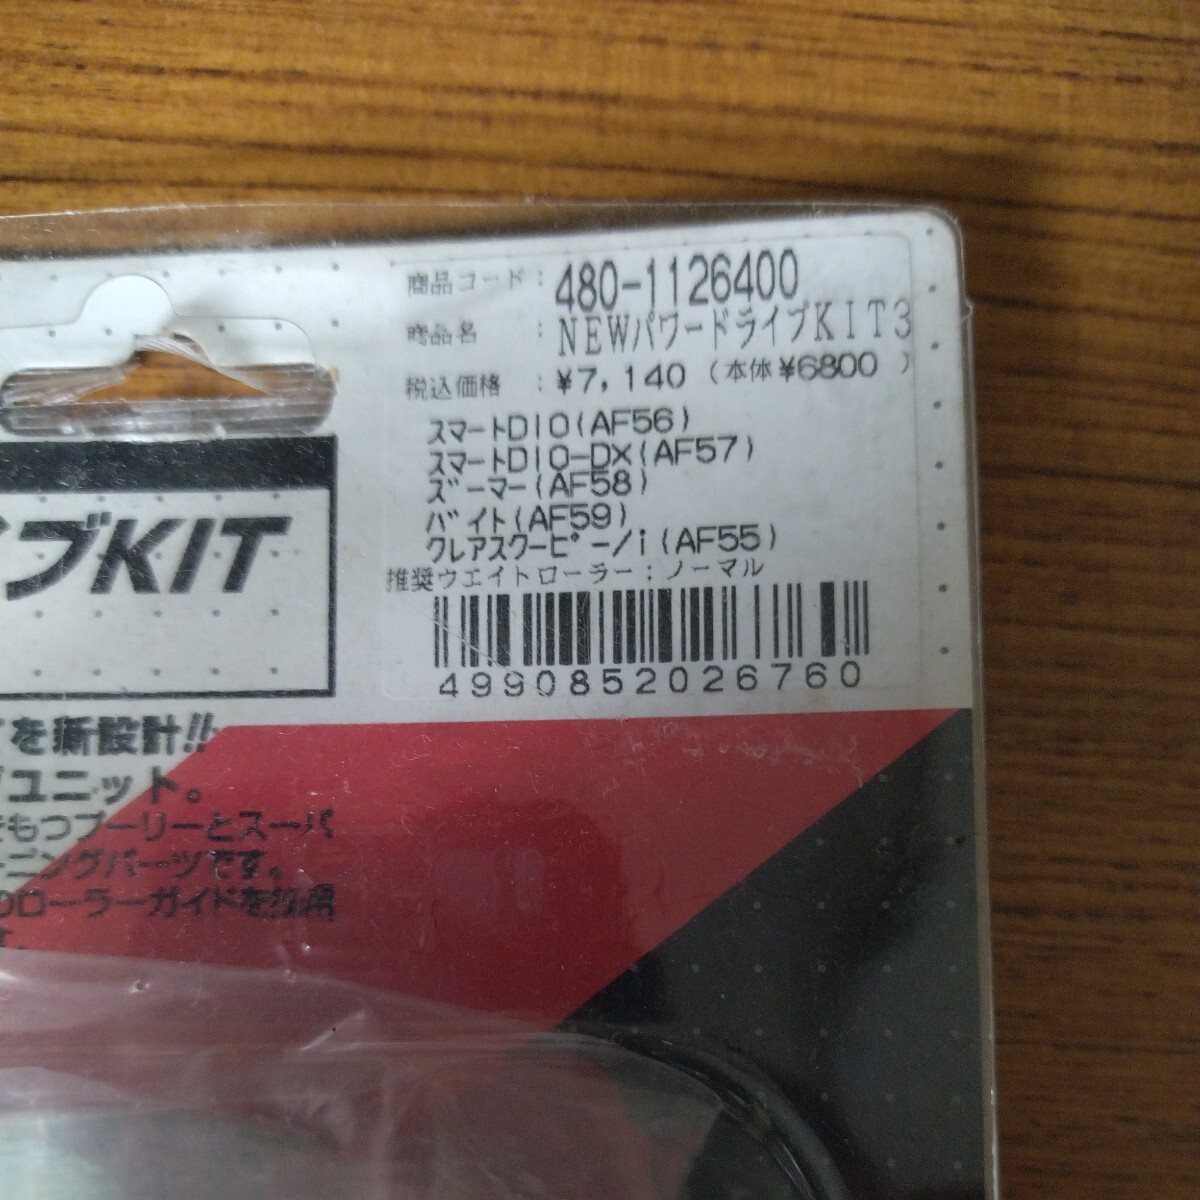 商品コード: 480-1126400
商品名 : NEWパワードライブKIT3
税込価格 : ¥7,140 (本体¥6800 )
スマートDIO(AF56)
スマートDIO-DX(AF57)
ズーマー(AF58)
バイト(AF59)
クレアスクーピー/i(AF55)
推奨ウエイトローラー:ノーマル
4990852026760
ブKIT
を新設計!!
ユニット。
もつプーリーとスーパ
ーニングパーツです。
のローラーガイドを採用
す。